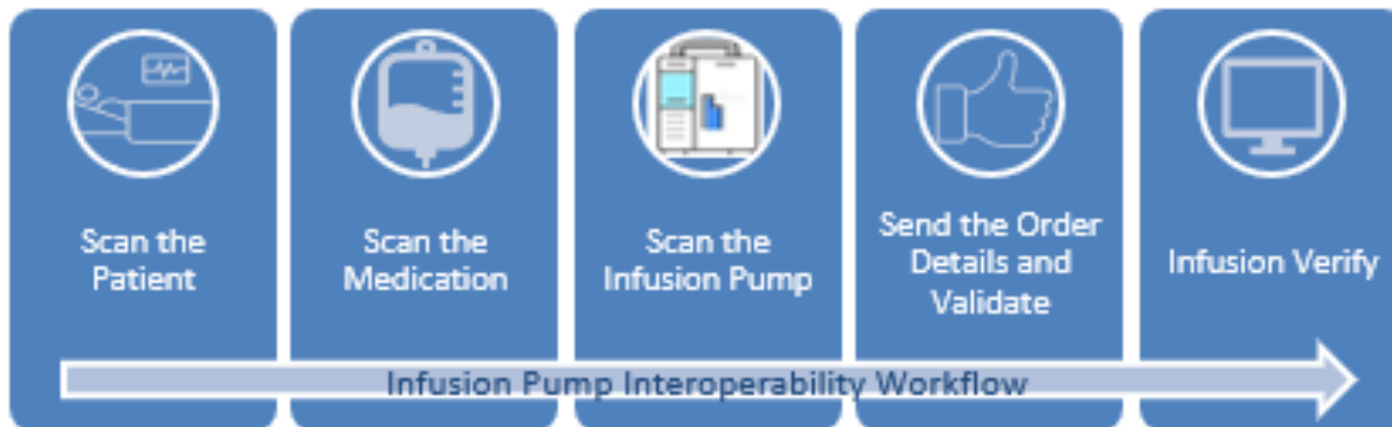 Scan the
Patient
Scan the
Medication
Scan the
Infusion Pump
Send the Order
Details and
Validate
Infusion Verify
Infusion Pump Interoperability Workflow